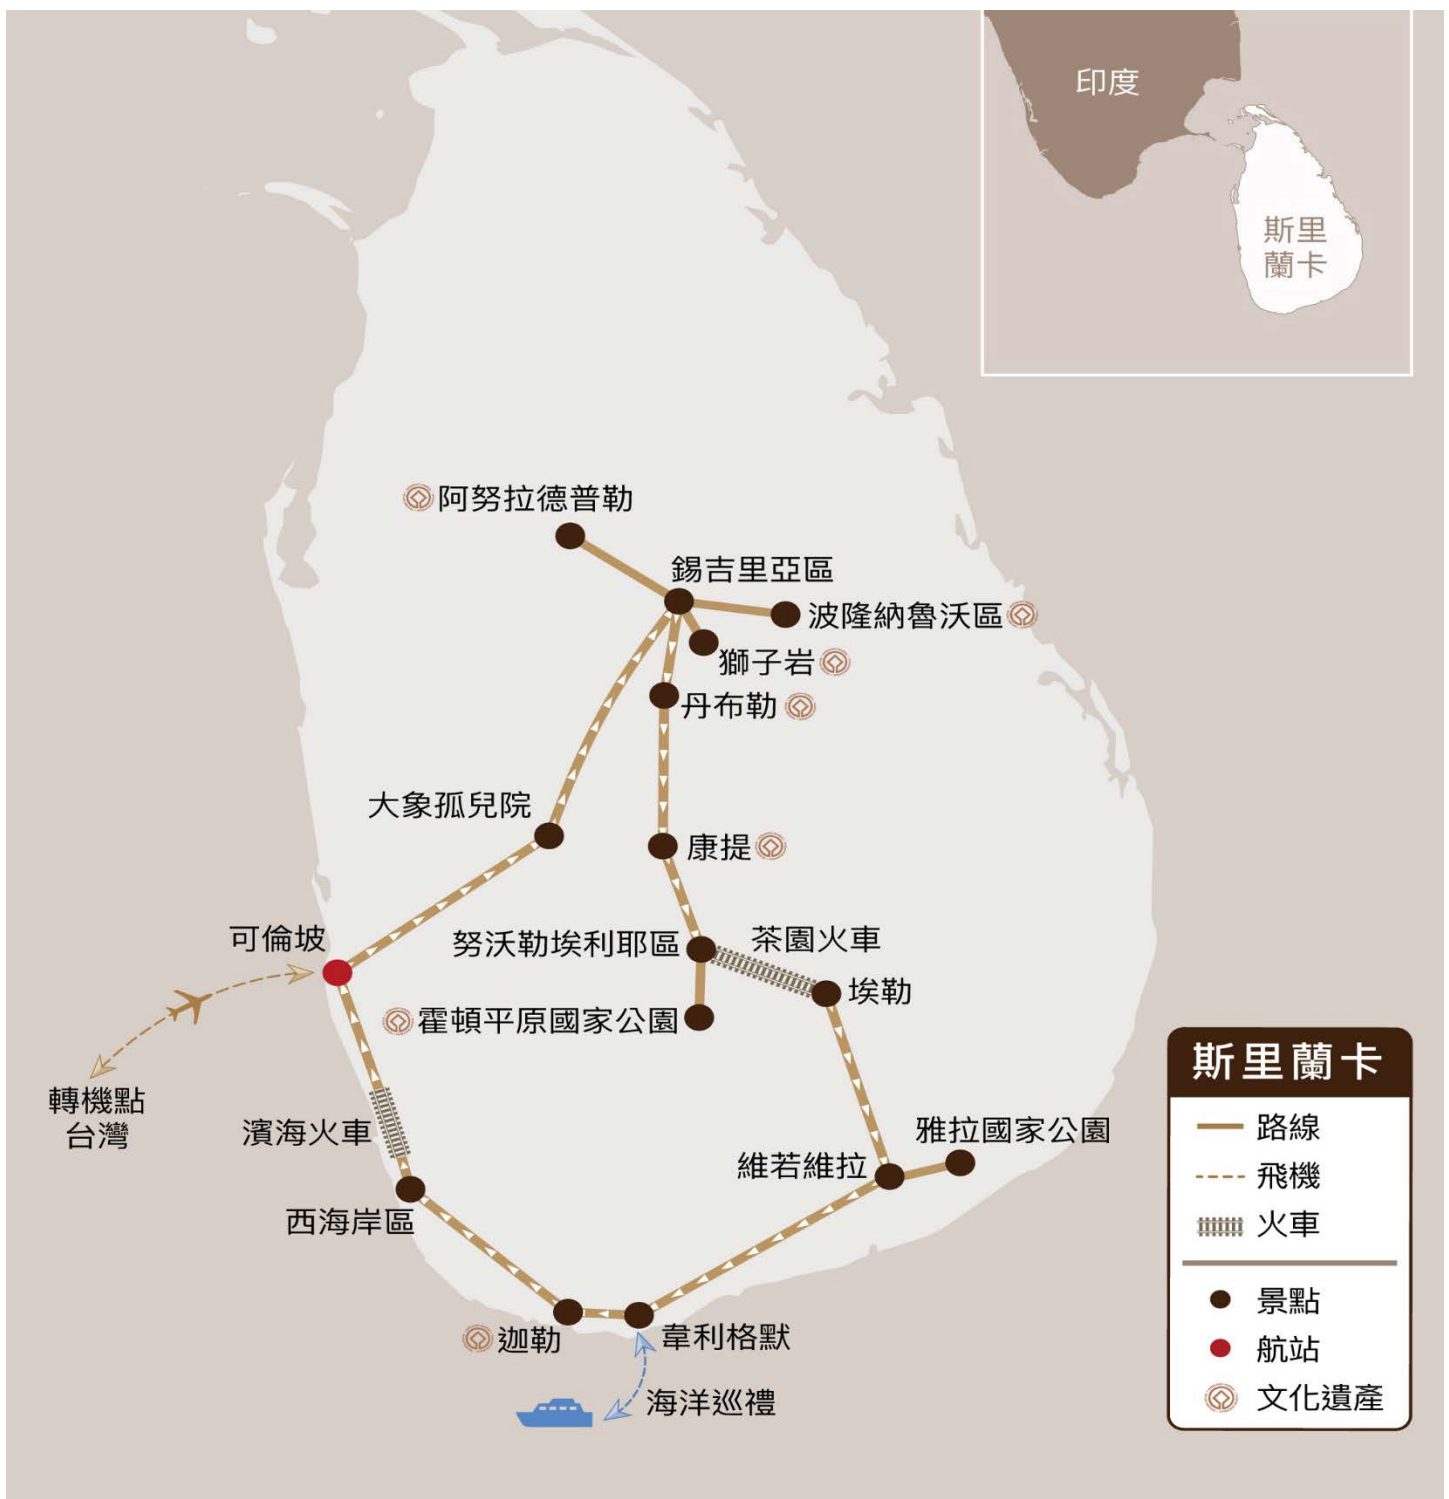 印度
斯里
蘭卡
阿努拉德普勒
錫吉里亞區
波隆納魯沃區
獅子岩
丹布勒
大象孤兒院
康提
可倫坡
努沃勒埃利耶區
茶園火車
埃勒
霍頓平原國家公園
轉機點
台灣
濱海火車
雅拉國家公園
維若維拉
西海岸區
迦勒
韋利格默
海洋巡禮
斯里蘭卡
路線
飛機
火車
景點
航站
文化遺產